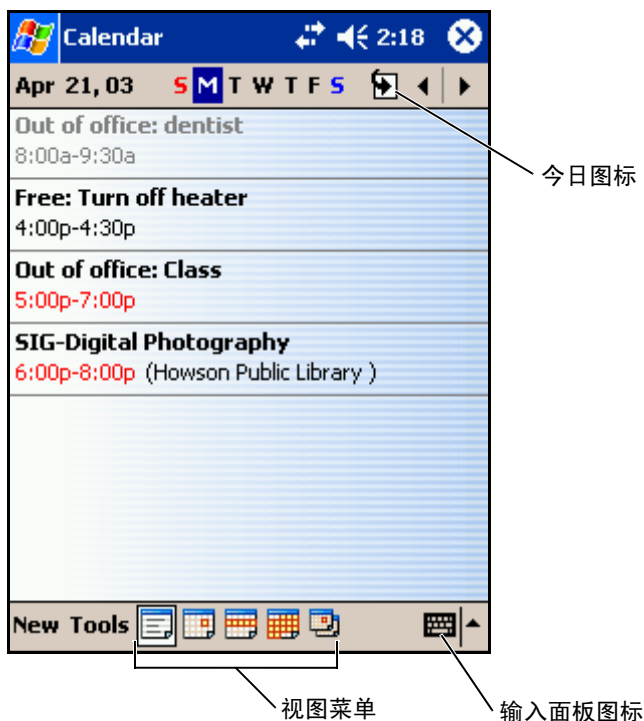 Calendar 2:18
Apr 21, 03 S M T W T F S
Out of office: dentist
8:00a-9:30a
今日图标
Free: Turn off heater
4:00p-4:30p
Out of office: Class
5:00p-7:00p
SIG-Digital Photography
6:00p-8:00p (Howson Public Library )
New Tools
视图菜单
输入面板图标